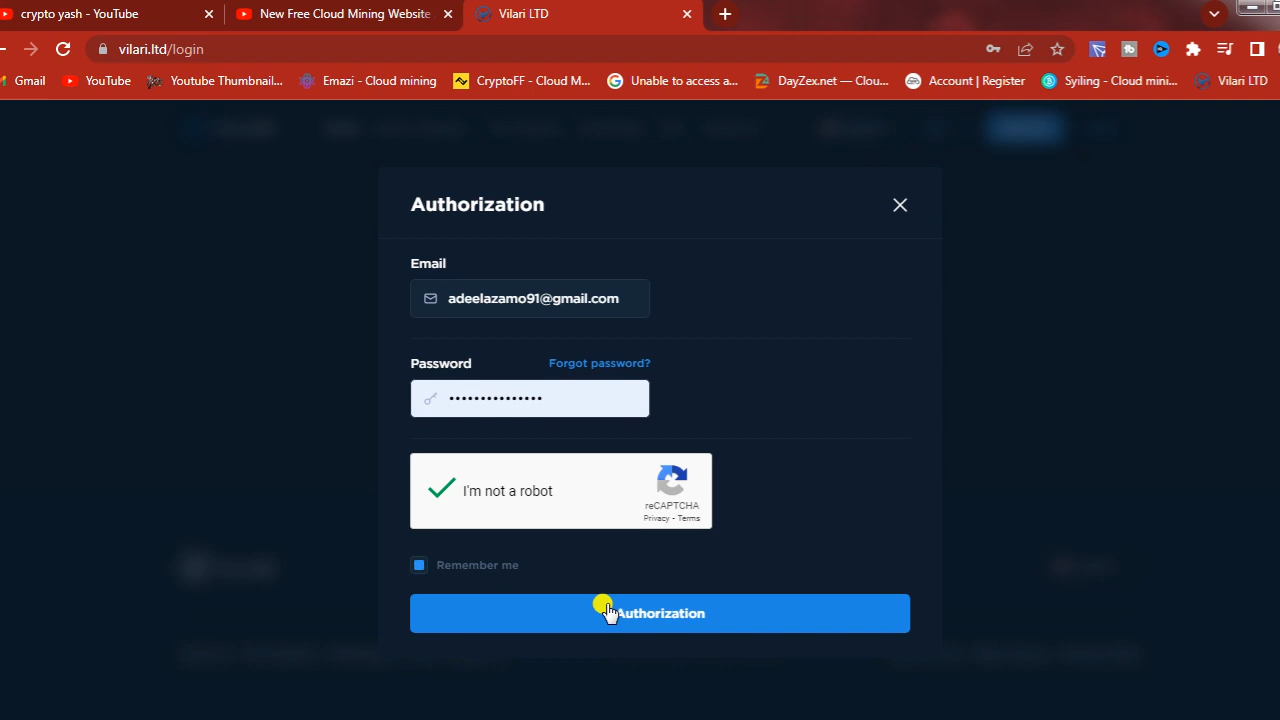 crypto yash - YouTube
New Free Cloud Mining Website
Vilari LTD
vilari.ltd/login
Gmail
YouTube
Youtube Thumbnail...
Emazi - Cloud mining
CryptoFF - Cloud M...
Unable to access a...
DayZex.net — Clou...
Account | Register
Syiling - Cloud mini...
Vilari LTD
Authorization
Email
adeelazamo91@gmail.com
Password
Forgot password?
•••••••••••••••
I'm not a robot
reCAPTCHA
Privacy - Terms
Remember me
Authorization